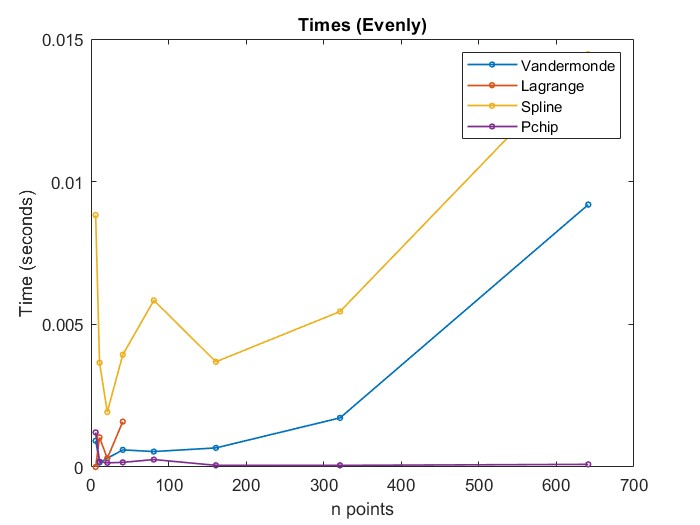 Times (Evenly)
0.015
0.01
0.005
0
Time (seconds)
Vandermonde
Lagrange
Spline
Pchip
0 100 200 300 400 500 600 700
n points